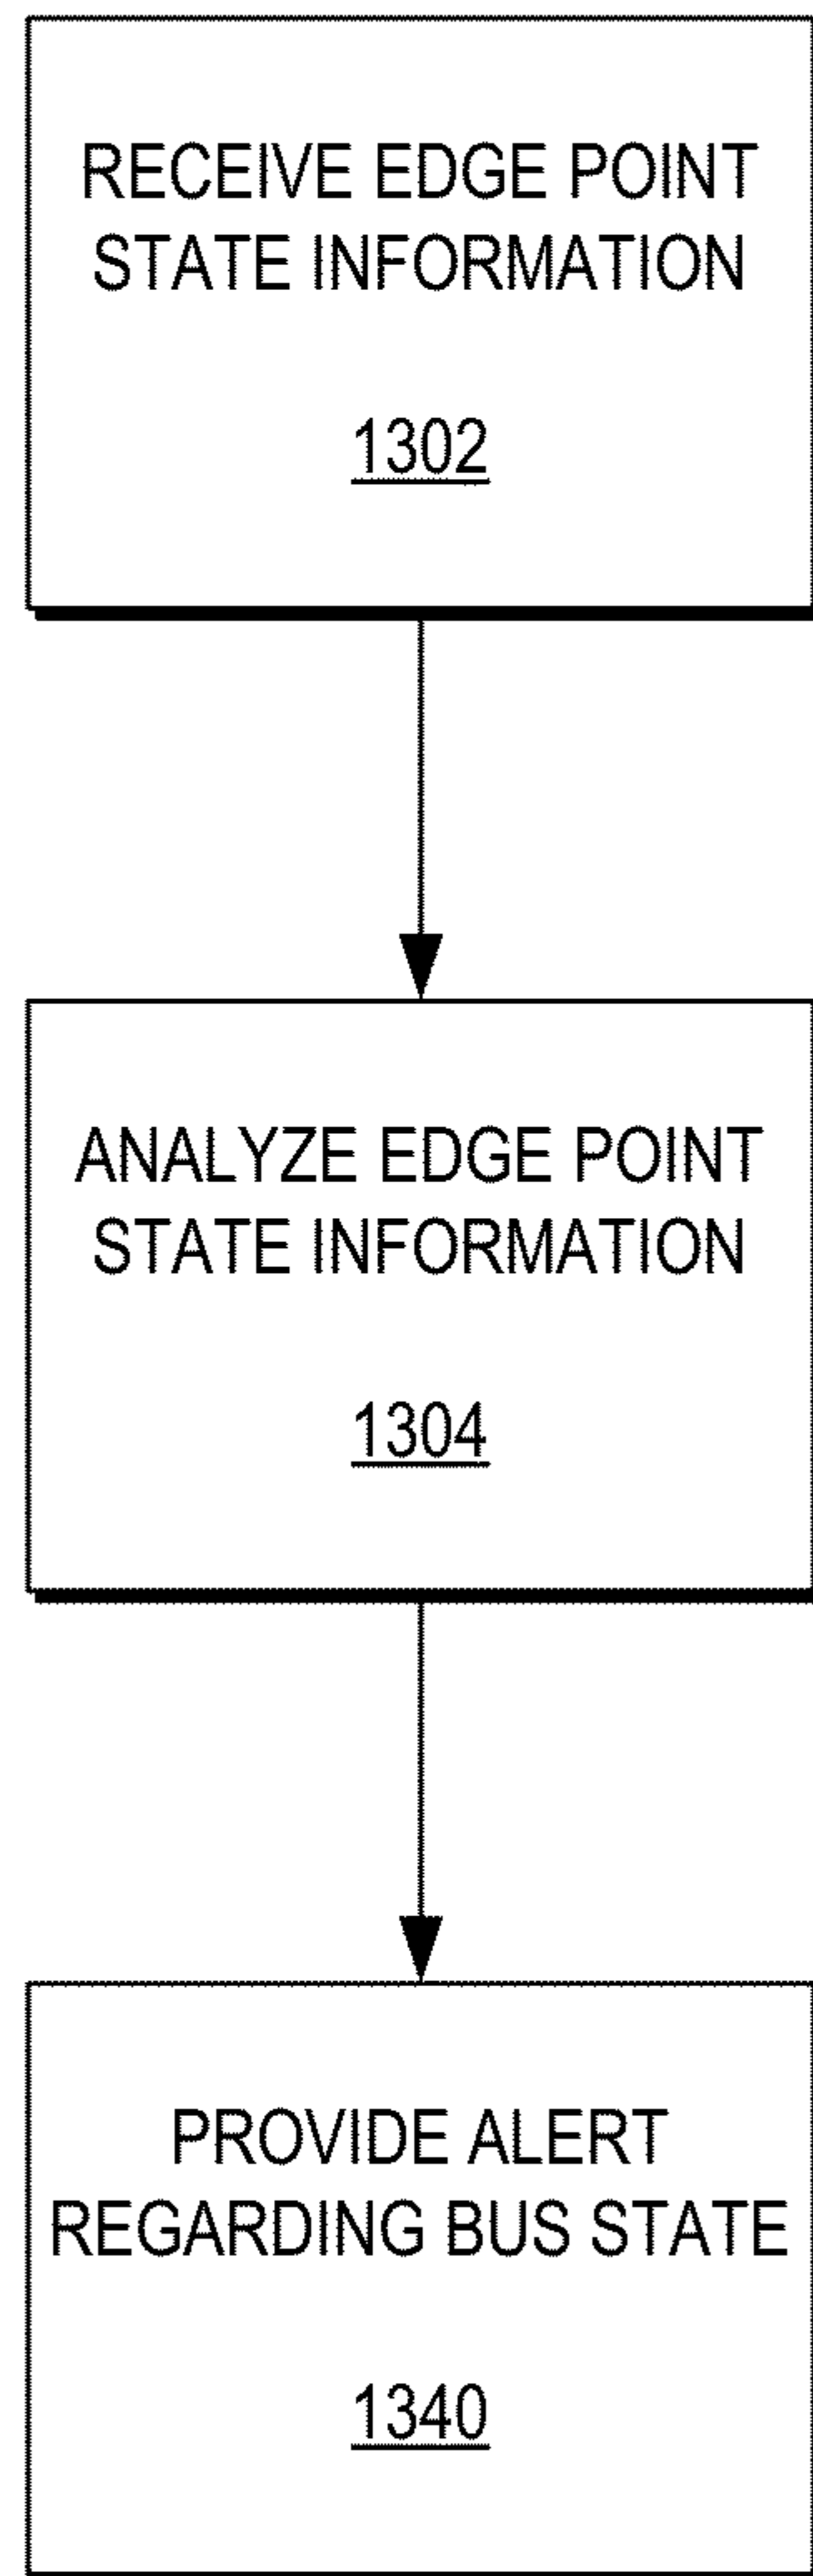 RECEIVE EDGE POINT
STATE INFORMATION
1302
ANALYZE EDGE POINT
STATE INFORMATION
1304
PROVIDE ALERT
REGARDING BUS STATE
1340